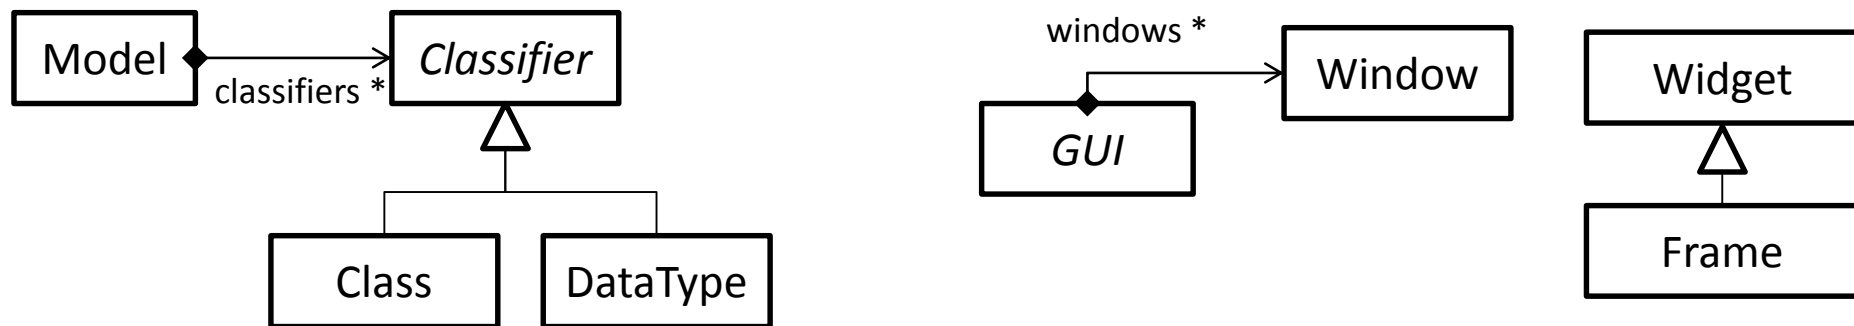 Model
classifiers *
Classifier
Class
DataType
windows *
GUI
Window
Widget
Frame